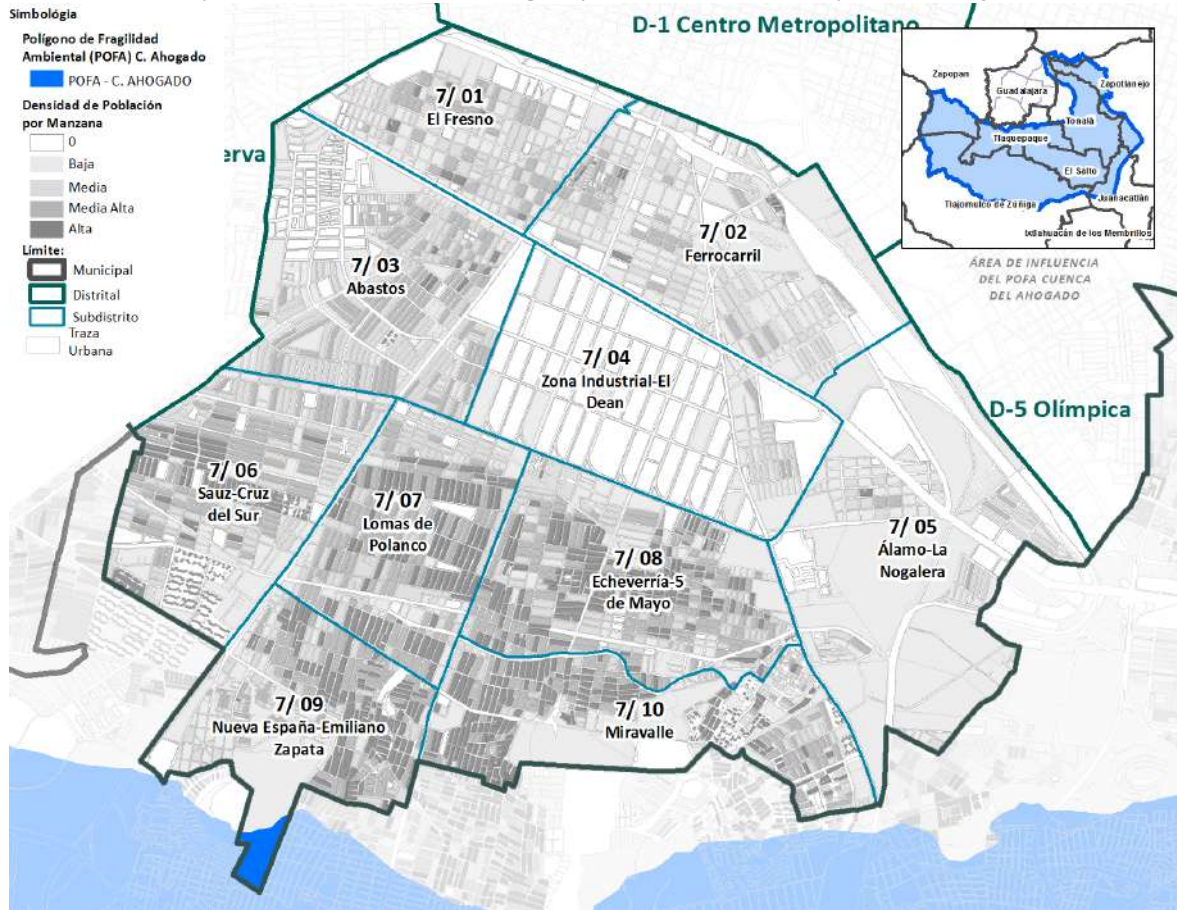 Simbología
Polígono de Fragilidad
Ambiental (POFA) C. Ahogado
POFA - C. AHOGADO
Densidad de Población
por Manzana
0
Baja
Media
Media Alta
Alta
Límite:
Municipal
Distrital
Subdistrito
Traza
Urbana
D-1 Centro Metropolitano
erva
D-5 Olímpica
7/ 01
El Fresno
7/ 02
Ferrocarril
7/ 03
Abastos
7/ 04
Zona Industrial-El
Dean
7/ 05
Álamo-La
Nogalera
7/ 06
Sauz-Cruz
del Sur
7/ 07
Lomas de
Polanco
7/ 08
Echeverría-5
de Mayo
7/ 09
Nueva España-Emiliano
Zapata
7/ 10
Miravalle
Zapopan
Guadalajara
Zapotlanejo
Tonalá
Tlaquepaque
El Salto
Tlajomulco de Zúñiga
Juanacatlán
Ixtlahuacán de los Membrillos
ÁREA DE INFLUENCIA
DEL POFA CUENCA
DEL AHOGADO